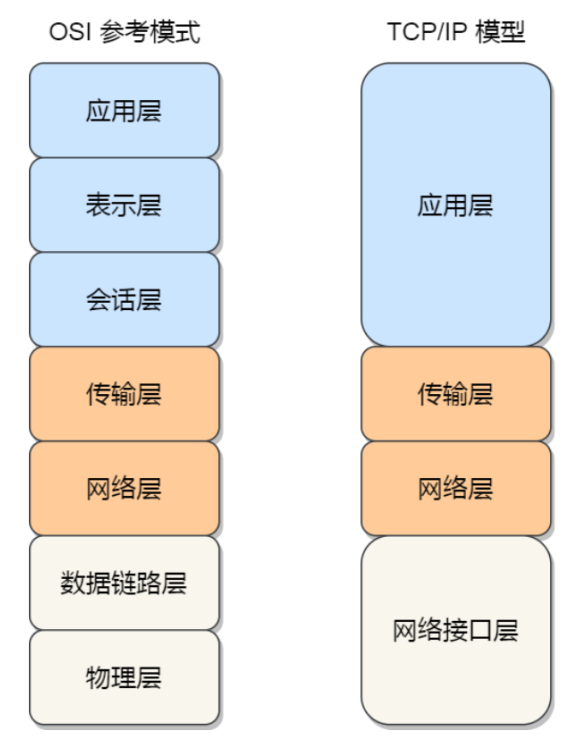 OSI 参考模式
TCP/IP 模型
应用层
表示层
会话层
传输层
网络层
数据链路层
物理层
应用层
传输层
网络层
网络接口层